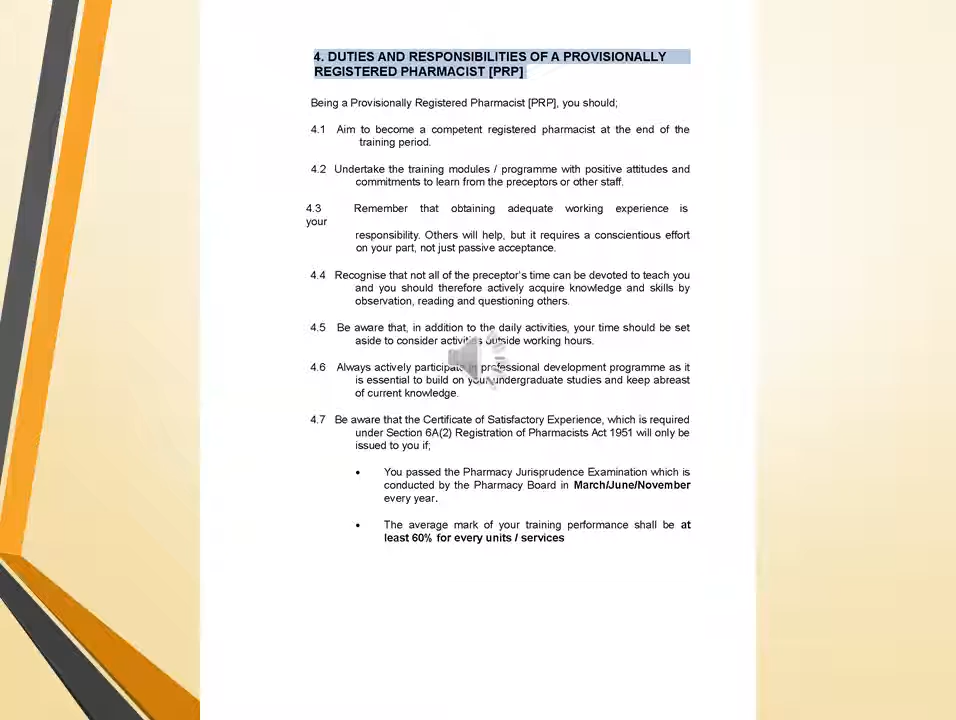 4. DUTIES AND RESPONSIBILITIES OF A PROVISIONALLY
REGISTERED PHARMACIST [PRP]
Being a Provisionally Registered Pharmacist [PRP], you should;
4.1 Aim to become a competent registered pharmacist at the end of the
training period.
4.2 Undertake the training modules / programme with positive attitudes and
commitments to learn from the preceptors or other staff.
4.3 Remember that obtaining adequate working experience is
your
responsibility. Others will help, but it requires a conscientious effort
on your part, not just passive acceptance.
4.4 Recognise that not all of the preceptor's time can be devoted to teach you
and you should therefore actively acquire knowledge and skills by
observation, reading and questioning others.
4.5 Be aware that, in addition to the daily activities, your time should be set
aside to consider activities outside working hours.
4.6 Always actively participate in professional development programme as it
is essential to build on your undergraduate studies and keep abreast
of current knowledge.
4.7 Be aware that the Certificate of Satisfactory Experience, which is required
under Section 6A(2) Registration of Pharmacists Act 1951 will only be
issued to you if;
• You passed the Pharmacy Jurisprudence Examination which is
conducted by the Pharmacy Board in March/June/November
every year.
• The average mark of your training performance shall be at
least 60% for every units / services